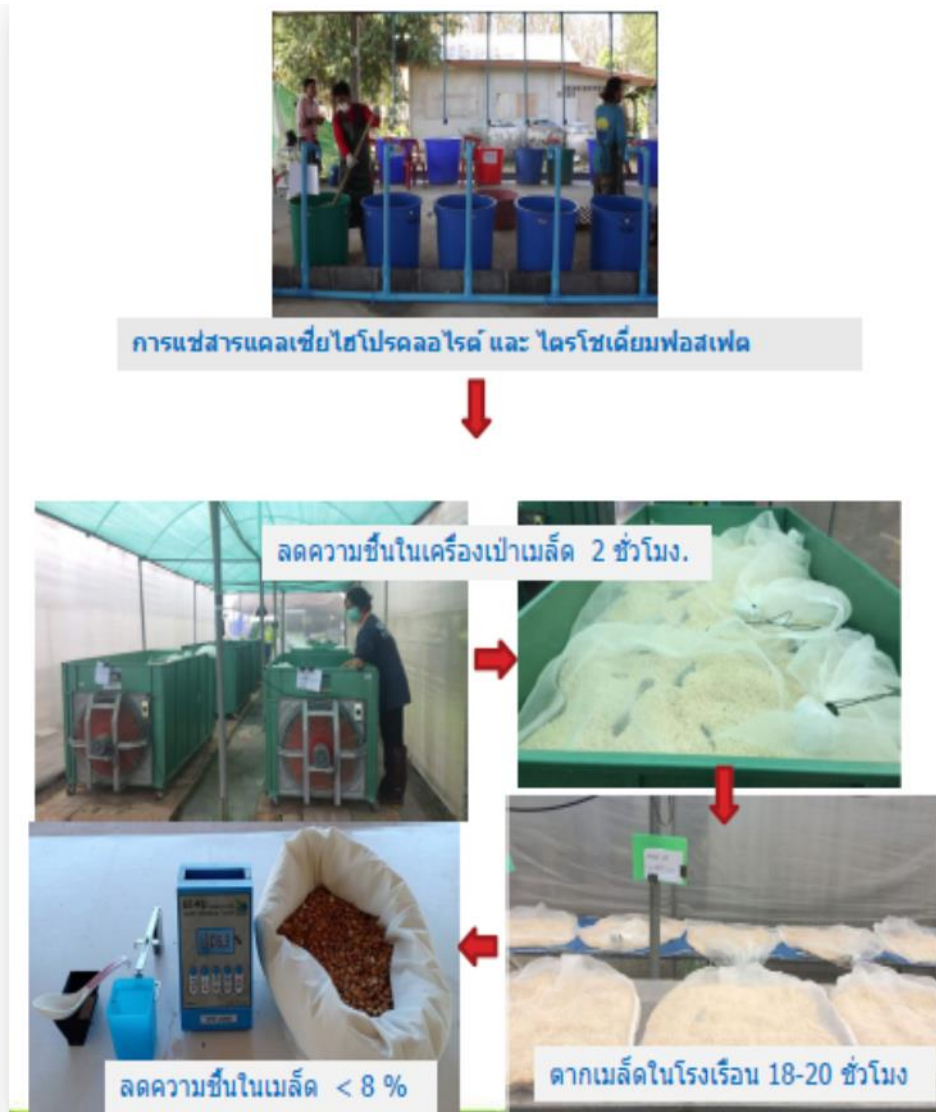 การแช่สารแคลเซี่ยไฮโปรคลอไรต์ และ ไตรโซเดี่ยมฟอสเฟต
ลดความชื้นในเครื่องเป่าเมล็ด 2 ชั่วโมง.
ตากเมล็ดในโรงเรือน 18-20 ชั่วโมง
ลดความชื้นในเมล็ด < 8 %